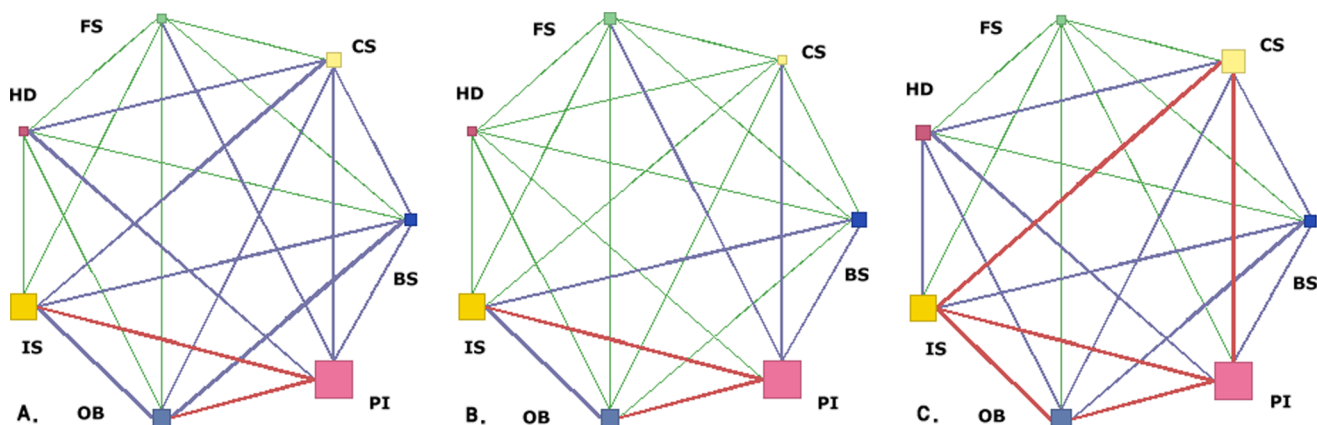 FS
CS
HD
BS
IS
PI
OB
A.
FS
CS
HD
BS
IS
PI
OB
B.
FS
CS
HD
BS
IS
PI
OB
C.